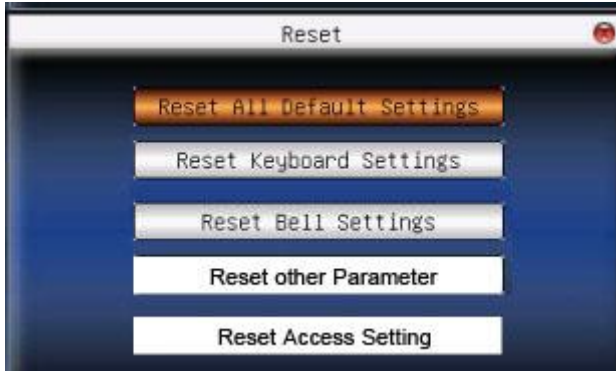 Reset
Reset All Default Settings
Reset Keyboard Settings
Reset Bell Settings
Reset other Parameter
Reset Access Setting